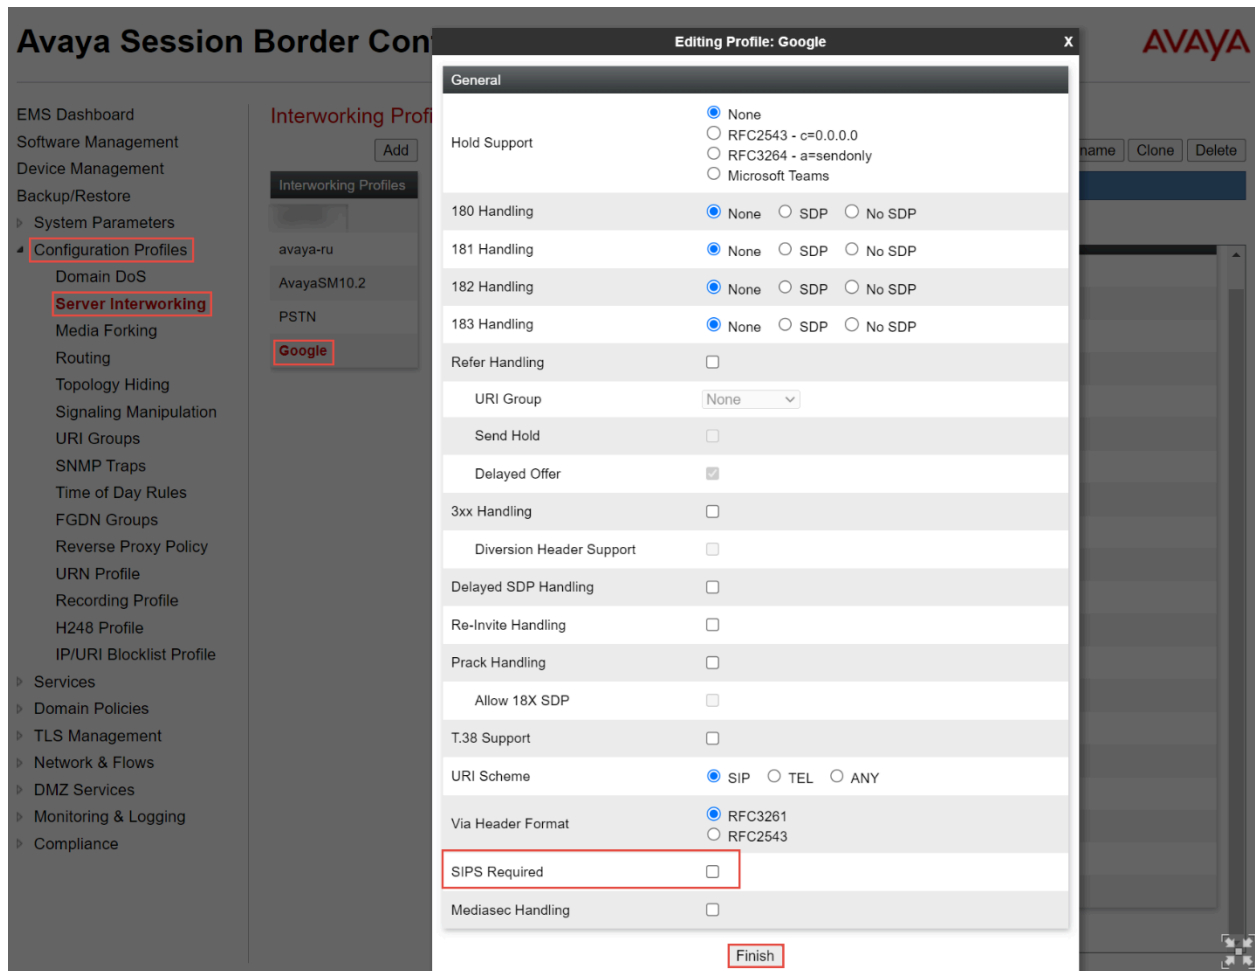 Avaya Session Border Con
AVAYA
EMS Dashboard
Software Management
Device Management
Backup/Restore
System Parameters
Configuration Profiles
Domain DoS
Server Interworking
Media Forking
Routing
Topology Hiding
Signaling Manipulation
URI Groups
SNMP Traps
Time of Day Rules
FGDN Groups
Reverse Proxy Policy
URN Profile
Recording Profile
H248 Profile
IP/URI Blocklist Profile
Services
Domain Policies
TLS Management
Network & Flows
DMZ Services
Monitoring & Logging
Compliance
Interworking Profi
Add
Interworking Profiles
avaya-ru
AvayaSM10.2
PSTN
Google
name Clone Delete
Editing Profile: Google X
General
Hold Support
None
RFC2543 - c=0.0.0.0
RFC3264 - a=sendonly
Microsoft Teams
180 Handling None SDP No SDP
181 Handling None SDP No SDP
182 Handling None SDP No SDP
183 Handling None SDP No SDP
Refer Handling
URI Group None
Send Hold
Delayed Offer
3xx Handling
Diversion Header Support
Delayed SDP Handling
Re-Invite Handling
Prack Handling
Allow 18X SDP
T.38 Support
URI Scheme SIP TEL ANY
Via Header Format
RFC3261
RFC2543
SIPS Required
Mediasec Handling
Finish